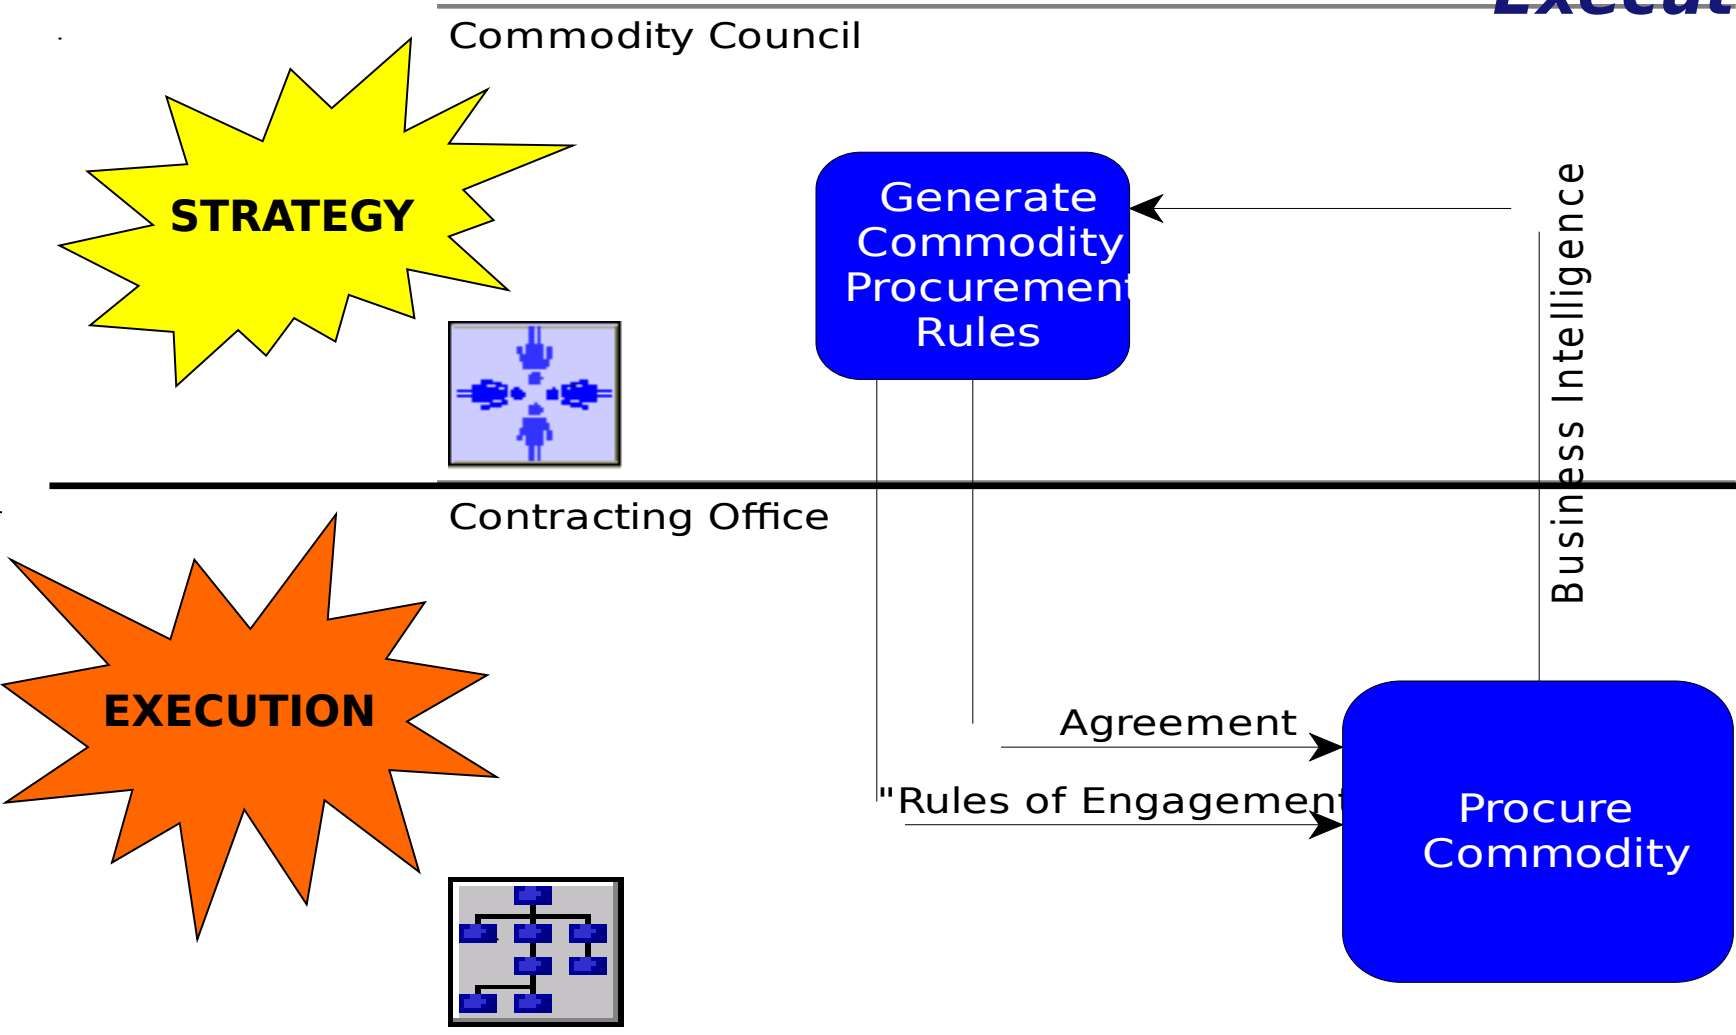 Commodity Council
STRATEGY
Generate
Commodity
Procurement
Rules
Business Intelligence
Contracting Office
EXECUTION
Agreement
"Rules of Engagement
Procure
Commodity